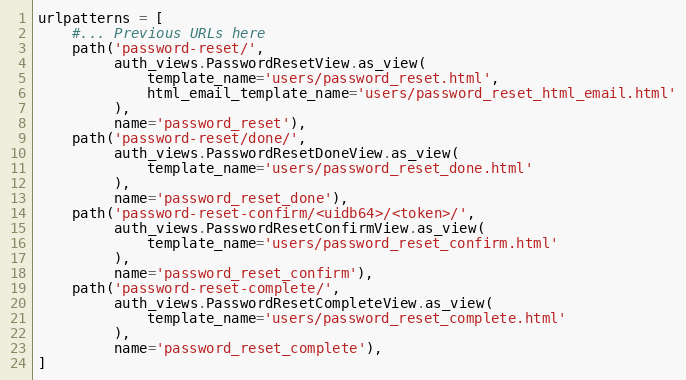 1 urlpatterns = [
2     #... Previous URLs here
3     path('password-reset/',
4          auth_views.PasswordResetView.as_view(
5              template_name='users/password_reset.html',
6              html_email_template_name='users/password_reset_html_email.html'
7          ),
8          name='password_reset'),
9     path('password-reset/done/',
10          auth_views.PasswordResetDoneView.as_view(
11              template_name='users/password_reset_done.html'
12          ),
13          name='password_reset_done'),
14     path('password-reset-confirm/<uidb64>/<token>/',
15          auth_views.PasswordResetConfirmView.as_view(
16              template_name='users/password_reset_confirm.html'
17          ),
18          name='password_reset_confirm'),
19     path('password-reset-complete/',
20          auth_views.PasswordResetCompleteView.as_view(
21              template_name='users/password_reset_complete.html'
22          ),
23          name='password_reset_complete'),
24 ]